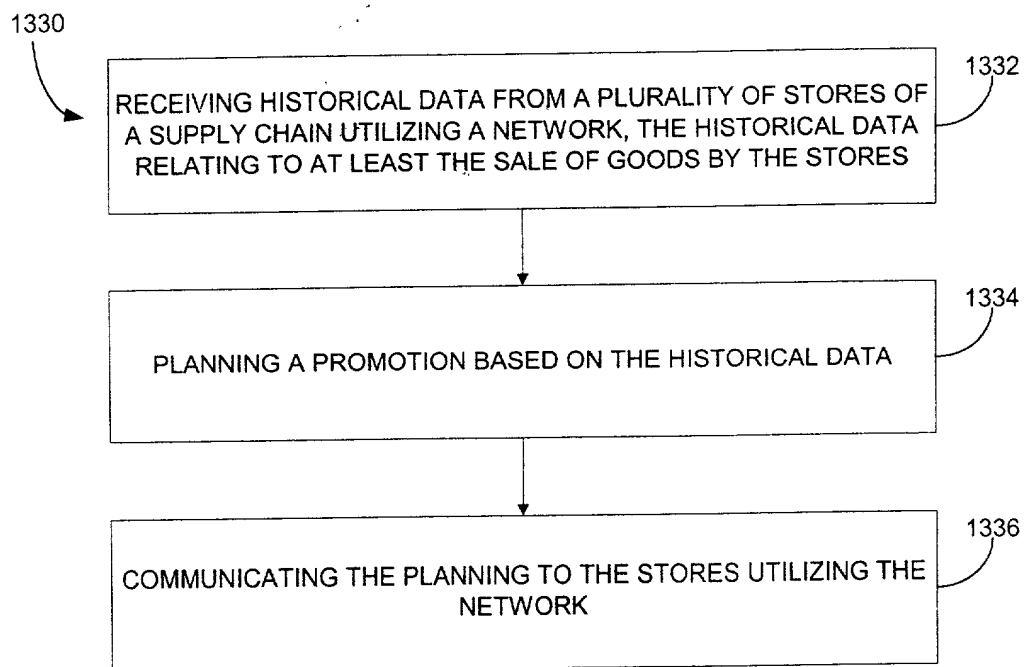 1330
1332
RECEIVING HISTORICAL DATA FROM A PLURALITY OF STORES OF
A SUPPLY CHAIN UTILIZING A NETWORK, THE HISTORICAL DATA
RELATING TO AT LEAST THE SALE OF GOODS BY THE STORES
1334
PLANNING A PROMOTION BASED ON THE HISTORICAL DATA
1336
COMMUNICATING THE PLANNING TO THE STORES UTILIZING THE
NETWORK